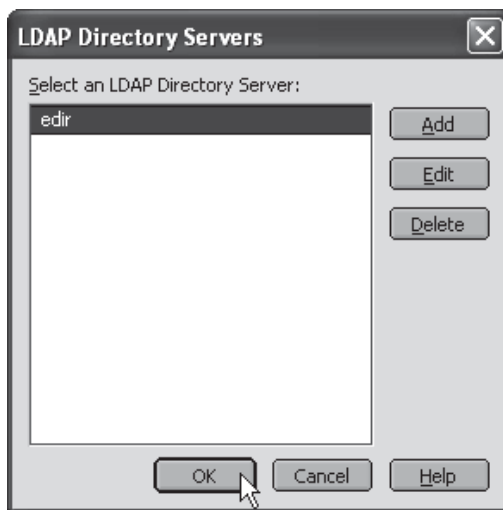 LDAP Directory Servers
Select an LDAP Directory Server:
edir
Add
Edit
Delete
OK
Cancel
Help